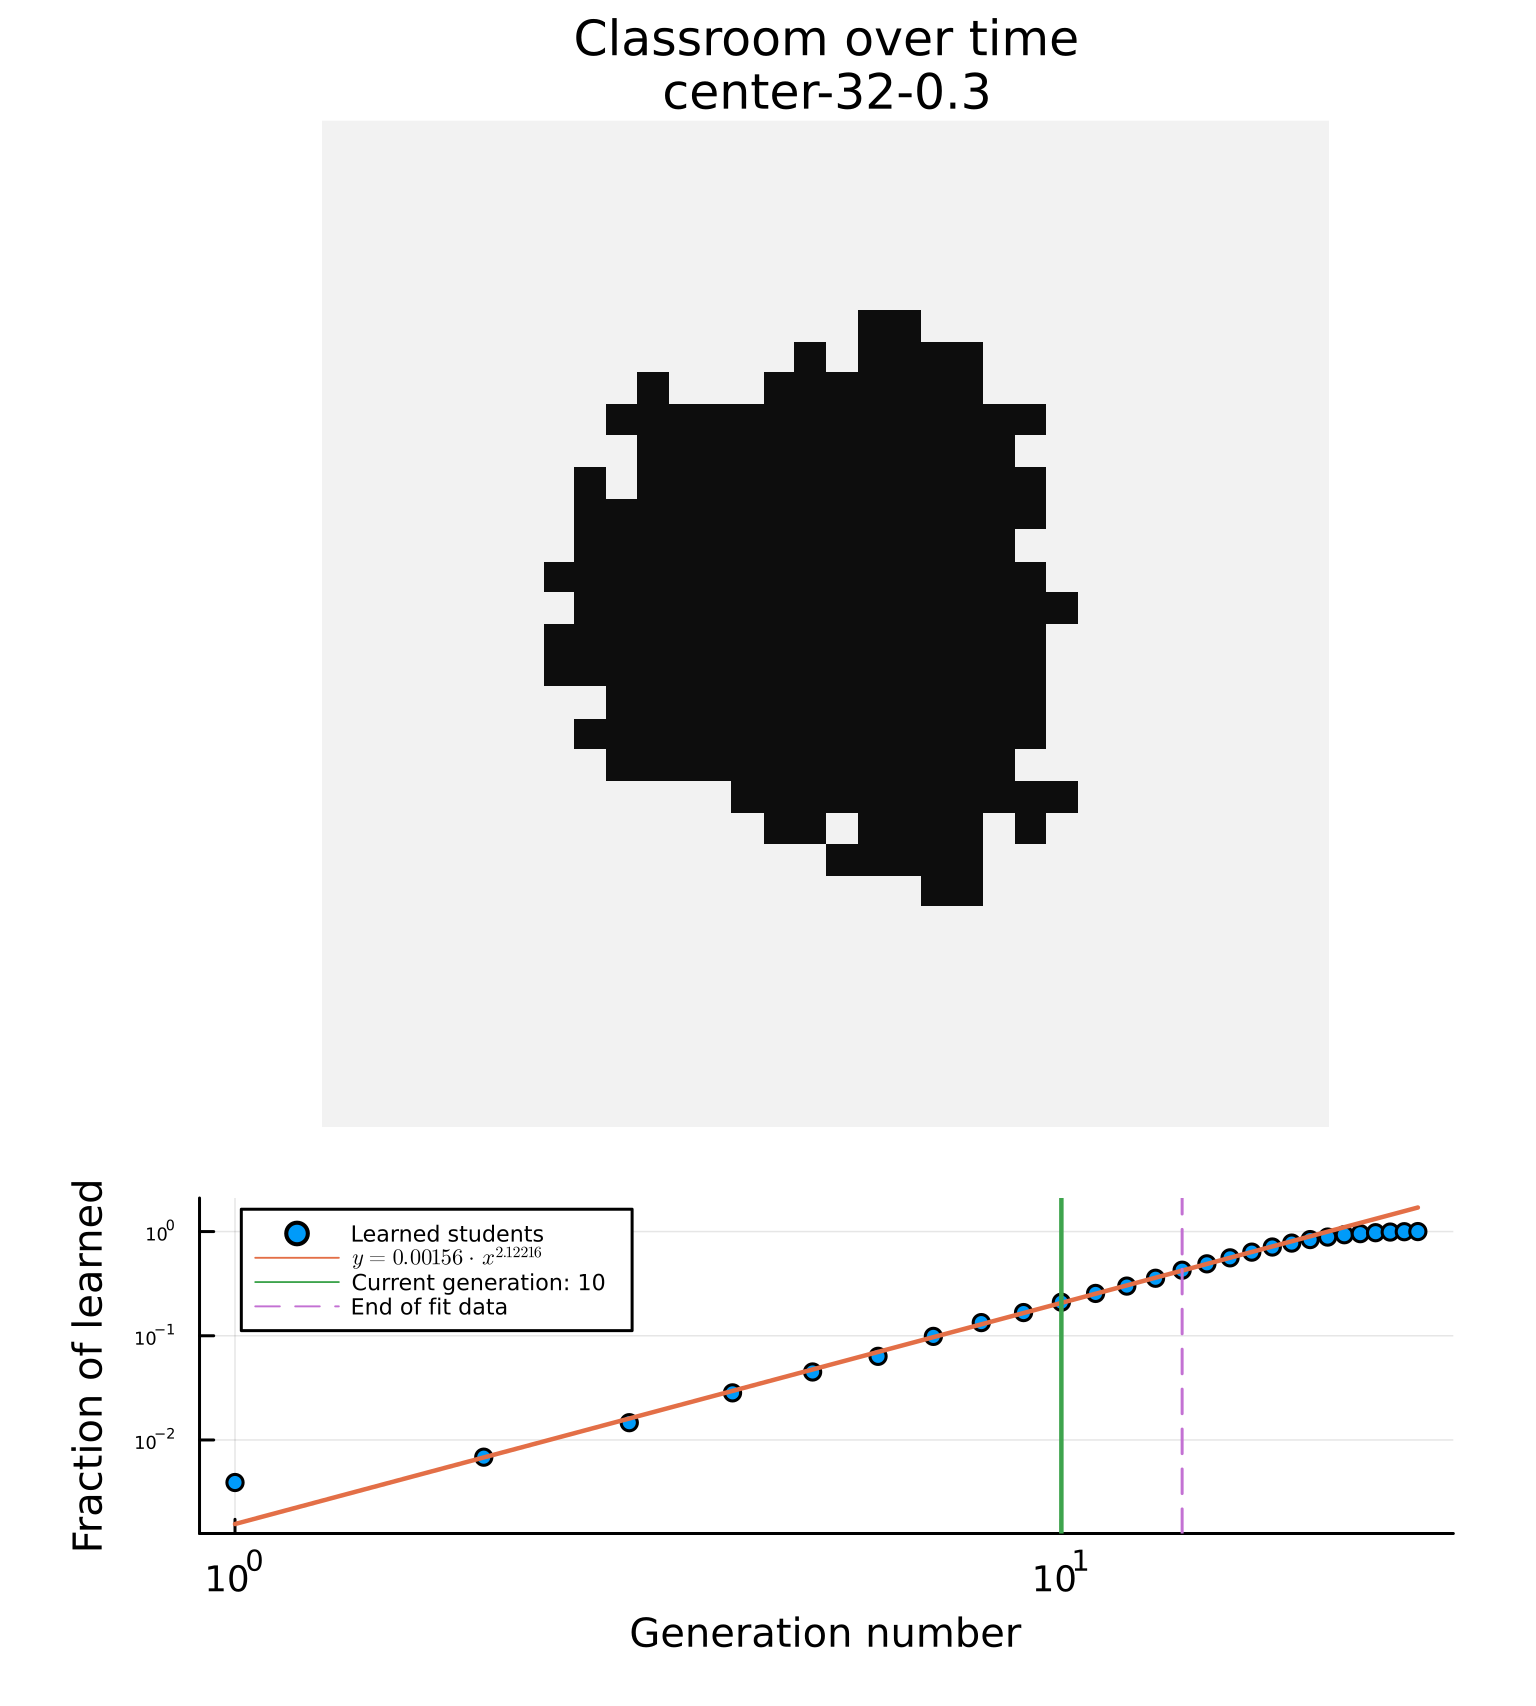 Classroom over time
center-32-0.3
Fraction of learned
10^0
10^-1
10^-2
Learned students
y = 0.00156 · x^2.12216
Current generation: 10
End of fit data
10^0
10^1
Generation number